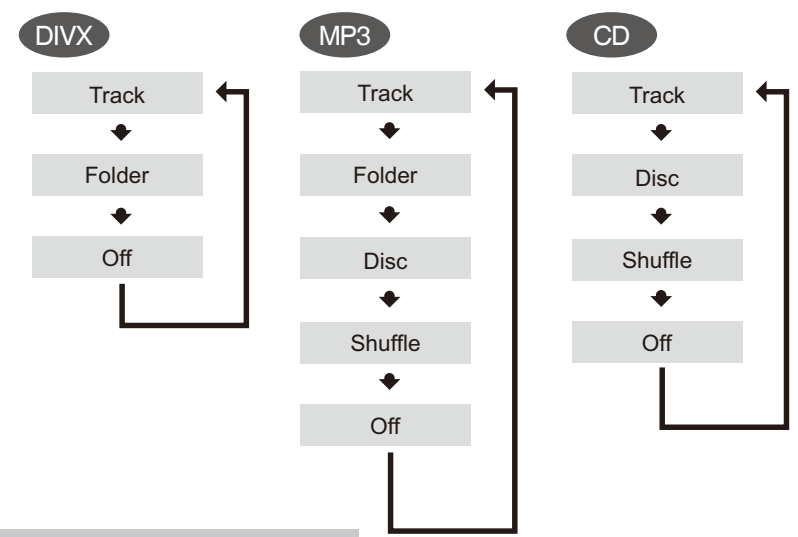 DIVX
Track
Folder
Off
MP3
Track
Folder
Disc
Shuffle
Off
CD
Track
Disc
Shuffle
Off